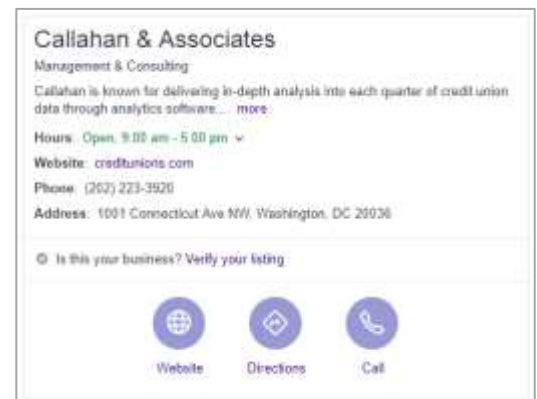 Callahan & Associates
Management & Consulting
Callahan is known for delivering in-depth analysis into each quarter of credit union
data through analytics software.... more
Hours: Open, 9:00 am - 5:00 pm
Website: creditunions.com
Phone: (202) 223-3920
Address: 1001 Connecticut Ave NW, Washington, DC 20036
Is this your business? Verify your listing
Website Directions Call